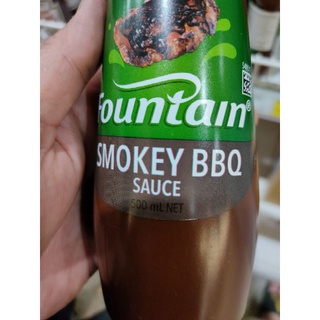 Fountain®
SMOKEY BBQ
SAUCE
500 mL NET